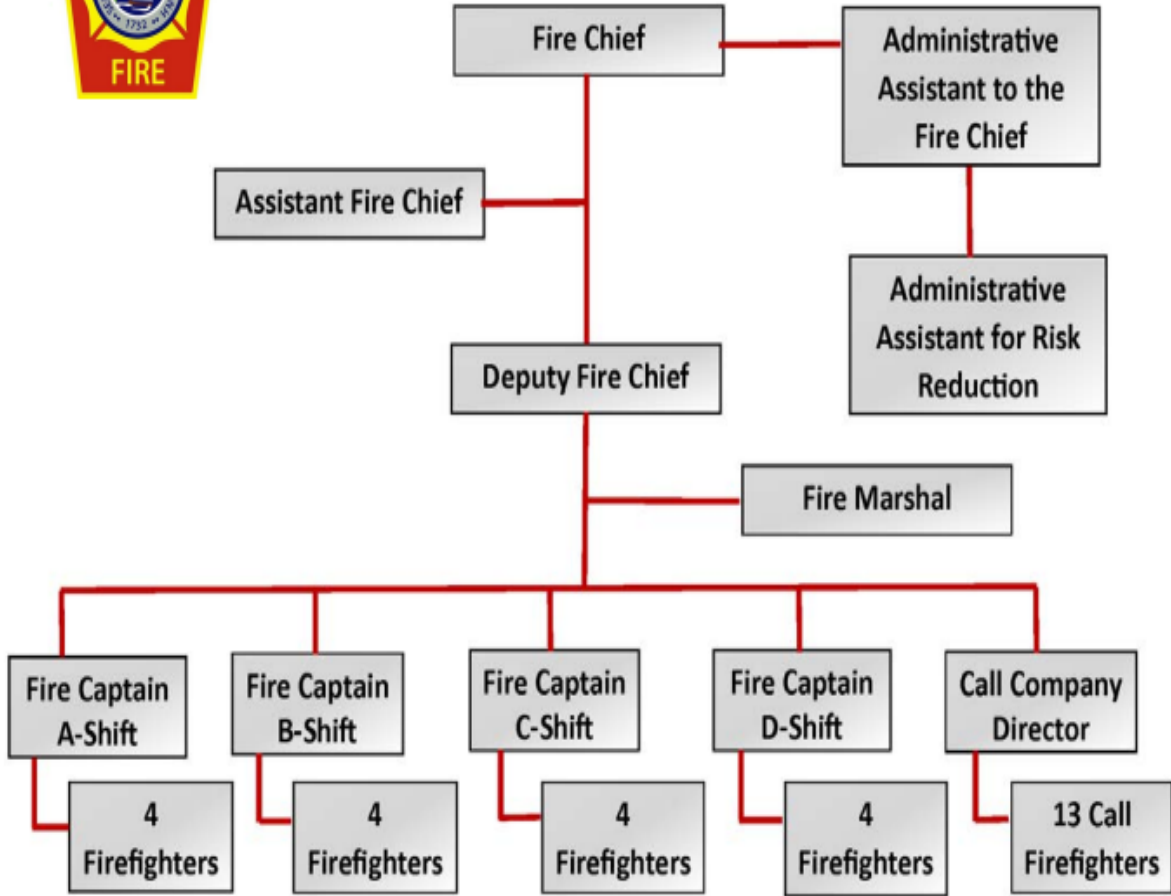 1752
FIRE
Fire Chief
Administrative
Assistant to the
Fire Chief
Assistant Fire Chief
Administrative
Assistant for Risk
Reduction
Deputy Fire Chief
Fire Marshal
Fire Captain
A-Shift
Fire Captain
B-Shift
Fire Captain
C-Shift
Fire Captain
D-Shift
Call Company
Director
4
Firefighters
4
Firefighters
4
Firefighters
4
Firefighters
13 Call
Firefighters